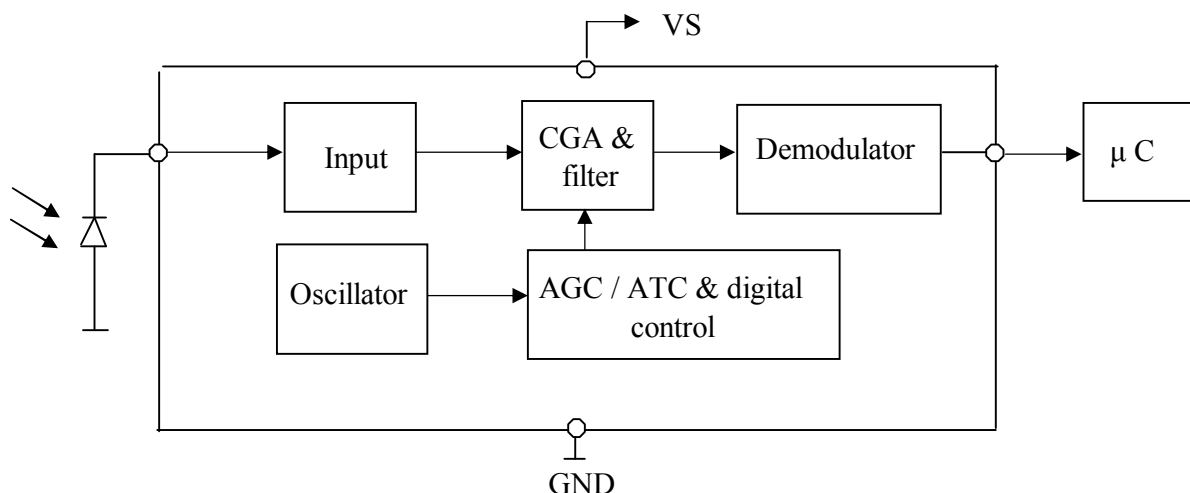 VS
Input
CGA &
filter
Demodulator
μ C
Oscillator
AGC / ATC & digital
control
GND